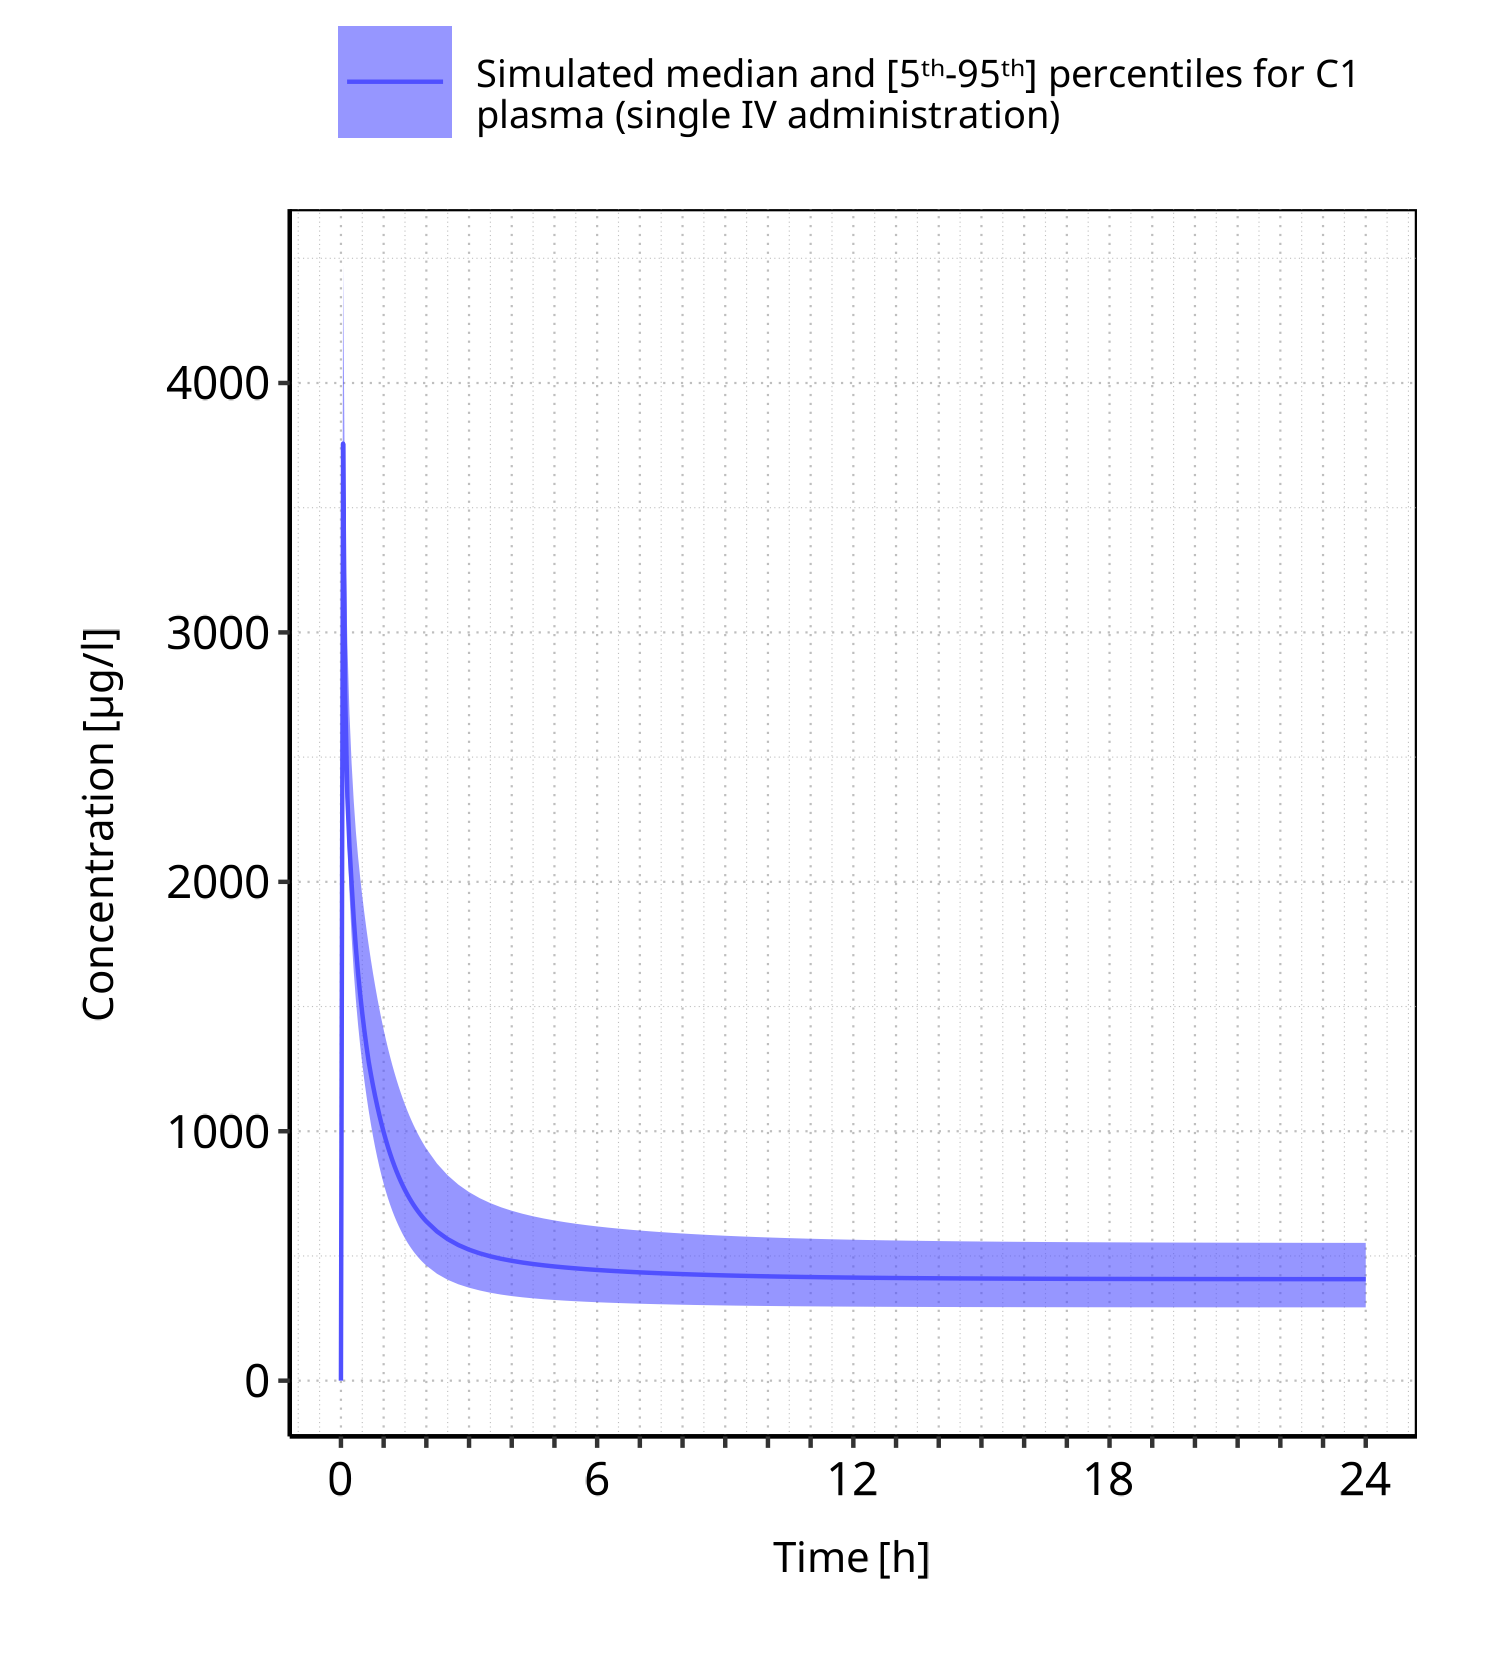 Simulated median and [5ᵗʰ-95ᵗʰ] percentiles for C1
plasma (single IV administration)
4000
3000
2000
1000
0
Concentration [µg/l]
0 6 12 18 24
Time [h]